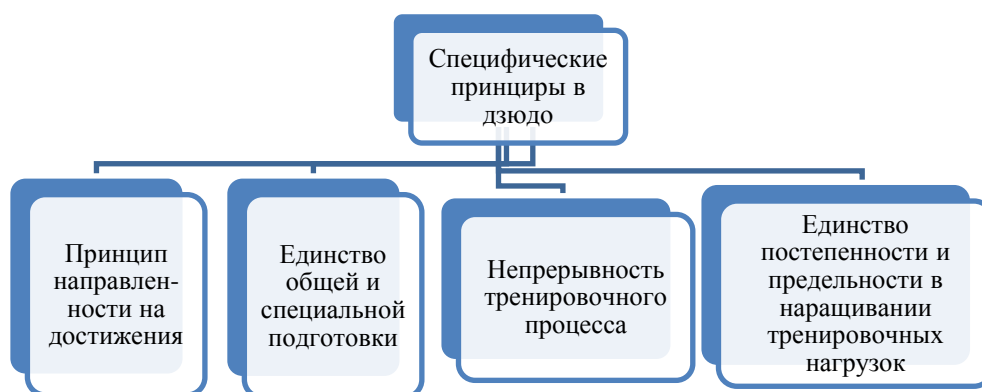 Специфические
принциры в
дзюдо
Принцип
направлен-
ности на
достижения
Единство
общей и
специальной
подготовки
Непрерывность
тренировочного
процесса
Единство
постепенности и
предельности в
наращивании
тренировочных
нагрузок